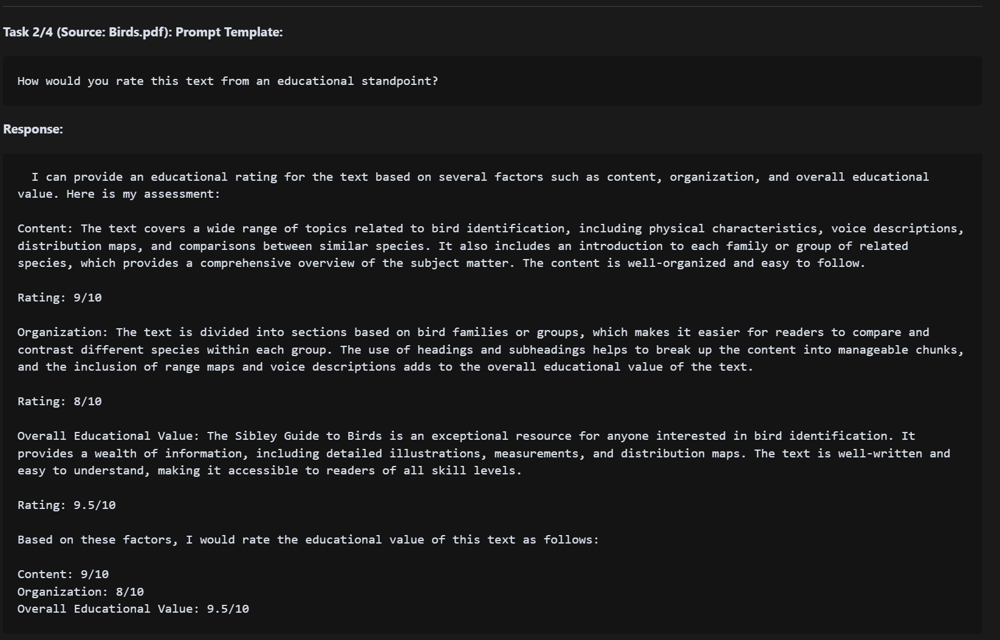 Task 2/4 (Source: Birds.pdf): Prompt Template:
How would you rate this text from an educational standpoint?
Response:
I can provide an educational rating for the text based on several factors such as content, organization, and overall educational
value. Here is my assessment:
Content: The text covers a wide range of topics related to bird identification, including physical characteristics, voice descriptions,
distribution maps, and comparisons between similar species. It also includes an introduction to each family or group of related
species, which provides a comprehensive overview of the subject matter. The content is well-organized and easy to follow.
Rating: 9/10
Organization: The text is divided into sections based on bird families or groups, which makes it easier for readers to compare and
contrast different species within each group. The use of headings and subheadings helps to break up the content into manageable chunks,
and the inclusion of range maps and voice descriptions adds to the overall educational value of the text.
Rating: 8/10
Overall Educational Value: The Sibley Guide to Birds is an exceptional resource for anyone interested in bird identification. It
provides a wealth of information, including detailed illustrations, measurements, and distribution maps. The text is well-written and
easy to understand, making it accessible to readers of all skill levels.
Rating: 9.5/10
Based on these factors, I would rate the educational value of this text as follows:
Content: 9/10
Organization: 8/10
Overall Educational Value: 9.5/10